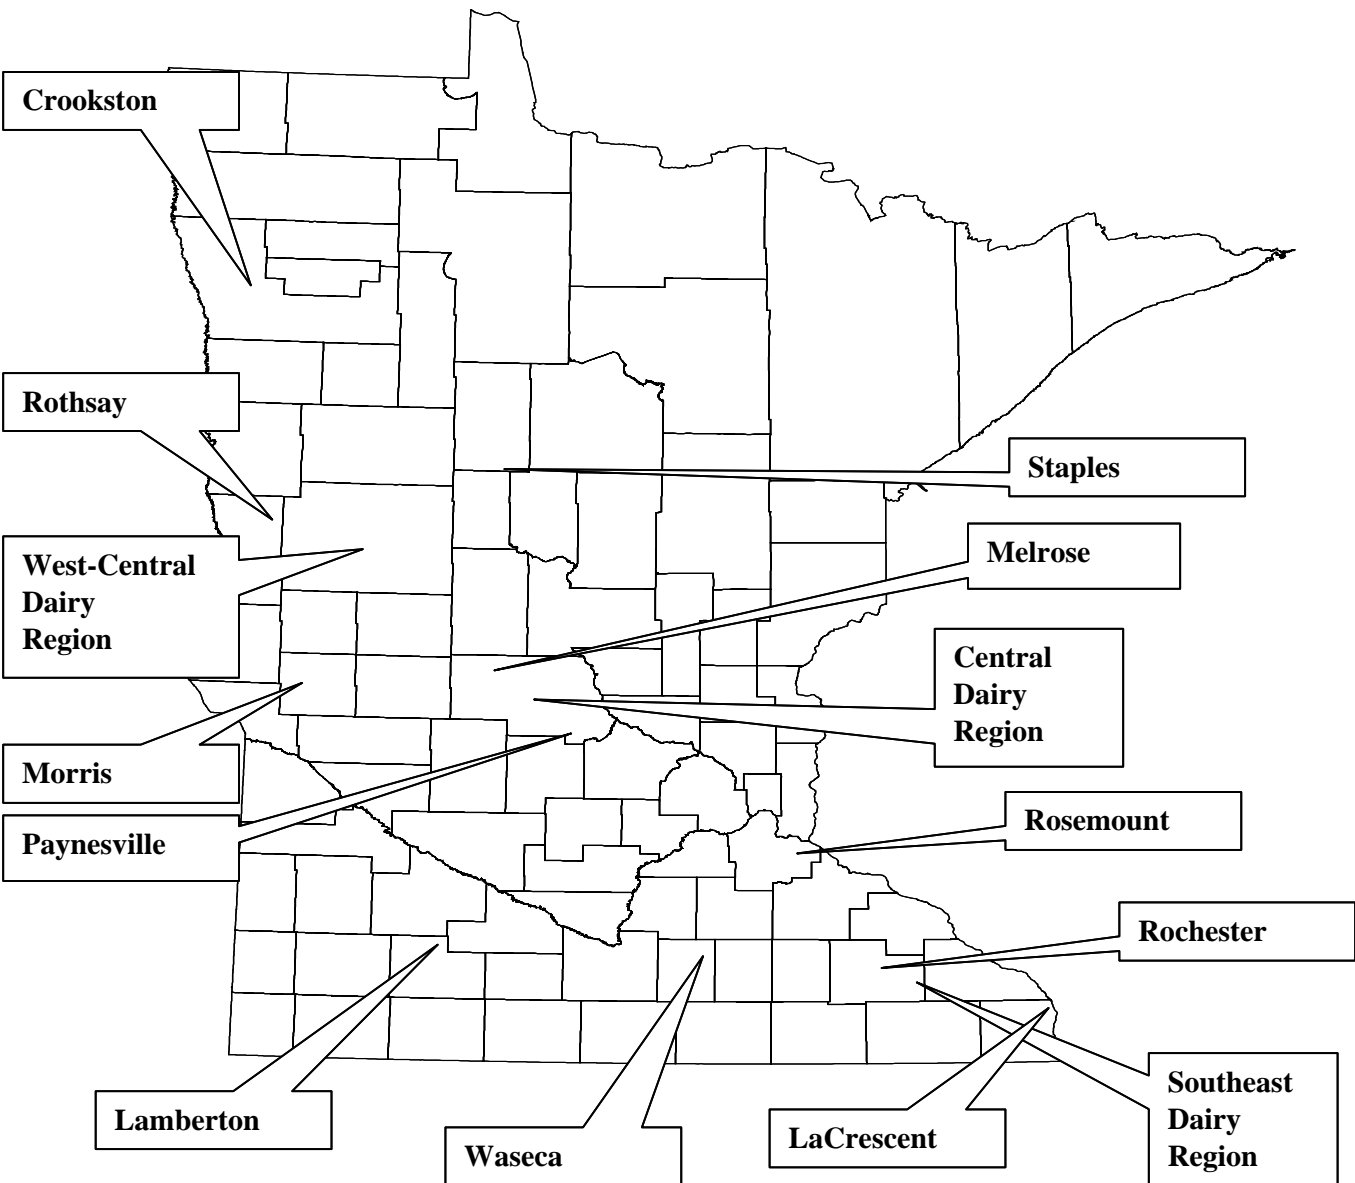 Crookston
Rothsay
Staples
Melrose
West-Central
Dairy
Region
Central
Dairy
Region
Morris
Paynesville
Rosemount
Rochester
Lamberton
Waseca
LaCrescent
Southeast
Dairy
Region